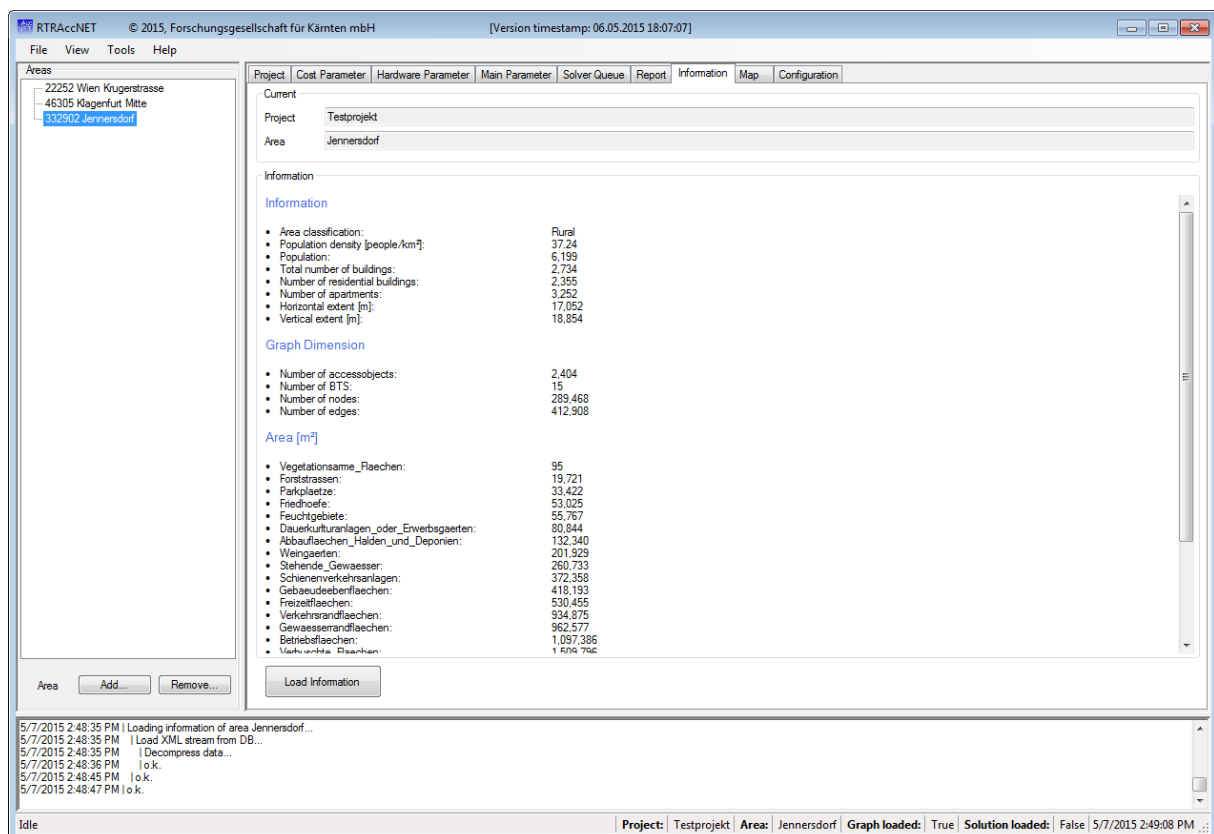 RTRAccNET © 2015, Forschungsgesellschaft für Kärnten mbH [Version timestamp: 06.05.2015 18:07:07]
File View Tools Help
Areas
22252 Wien Krugerstrasse
46305 Klagenfurt Mitte
332902 Jennersdorf
Area Add... Remove...
Project Cost Parameter Hardware Parameter Main Parameter Solver Queue Report Information Map Configuration
Current
Project Testprojekt
Area Jennersdorf
Information
Information
• Area classification: Rural
• Population density [people/km²]: 37.24
• Population: 6,199
• Total number of buildings: 2,734
• Number of residential buildings: 2,355
• Number of apartments: 3,252
• Horizontal extent [m]: 17,052
• Vertical extent [m]: 18,854
Graph Dimension
• Number of accessobjects: 2,404
• Number of BTS: 15
• Number of nodes: 289,468
• Number of edges: 412,908
Area [m²]
• Vegetationsarme_Flaechen: 95
• Forststrassen: 19,721
• Parkplaetze: 33,422
• Friedhoefe: 53,025
• Feuchtgebiete: 55,767
• Dauerkurlturanlagen_oder_Erwerbsgaerten: 80,844
• Abbauflaechen_Halden_und_Deponien: 132,340
• Weingaerten: 201,929
• Stehende_Gewaesser: 260,733
• Schienenverkehrsanlagen: 372,358
• Gebaeudeebenflaechen: 418,193
• Freizeitflaechen: 530,455
• Verkehrsrandflaechen: 934,875
• Gewaesserrandflaechen: 962,577
• Betriebsflaechen: 1,097,386
• Verbuschte_Flaechen: 1,509,796
Load Information
5/7/2015 2:48:35 PM | Loading information of area Jennersdorf...
5/7/2015 2:48:35 PM | Load XML stream from DB...
5/7/2015 2:48:35 PM | Decompress data...
5/7/2015 2:48:36 PM | o.k.
5/7/2015 2:48:45 PM | o.k.
5/7/2015 2:48:47 PM | o.k.
Idle Project: Testprojekt Area: Jennersdorf Graph loaded: True Solution loaded: False 5/7/2015 2:49:08 PM